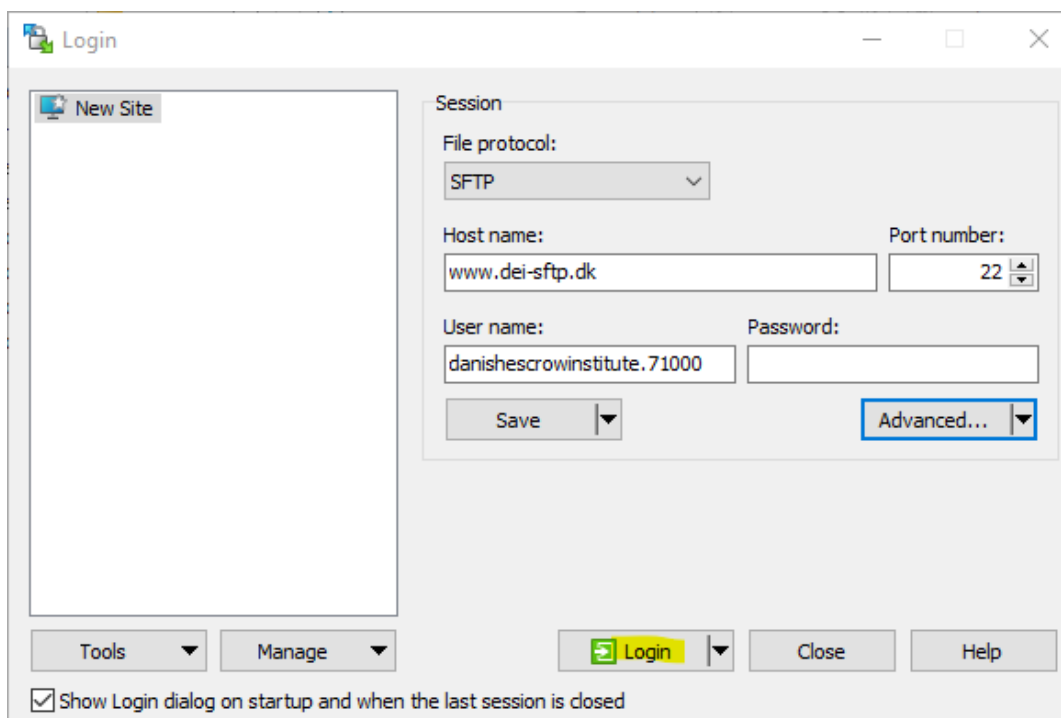 Login
New Site
Session
File protocol:
SFTP
Host name: Port number:
www.dei-sftp.dk 22
User name: Password:
danishescrowinstitute.71000
Save Advanced...
Tools Manage Login Close Help
Show Login dialog on startup and when the last session is closed